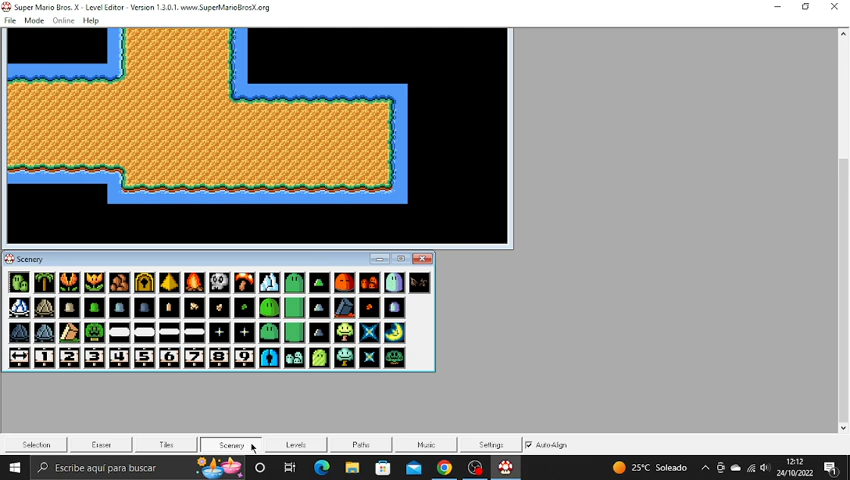 Super Mario Bros. X - Level Editor - Version 1.3.0.1. www.SuperMarioBrosX.org
File Mode Online Help
Scenery
1 2 3 4 5 6 7 8 9
Selection Eraser Tiles Scenery Levels Paths Music Settings Auto-Align
Escribe aquí para buscar
25°C Soleado
12:12
24/10/2022
1